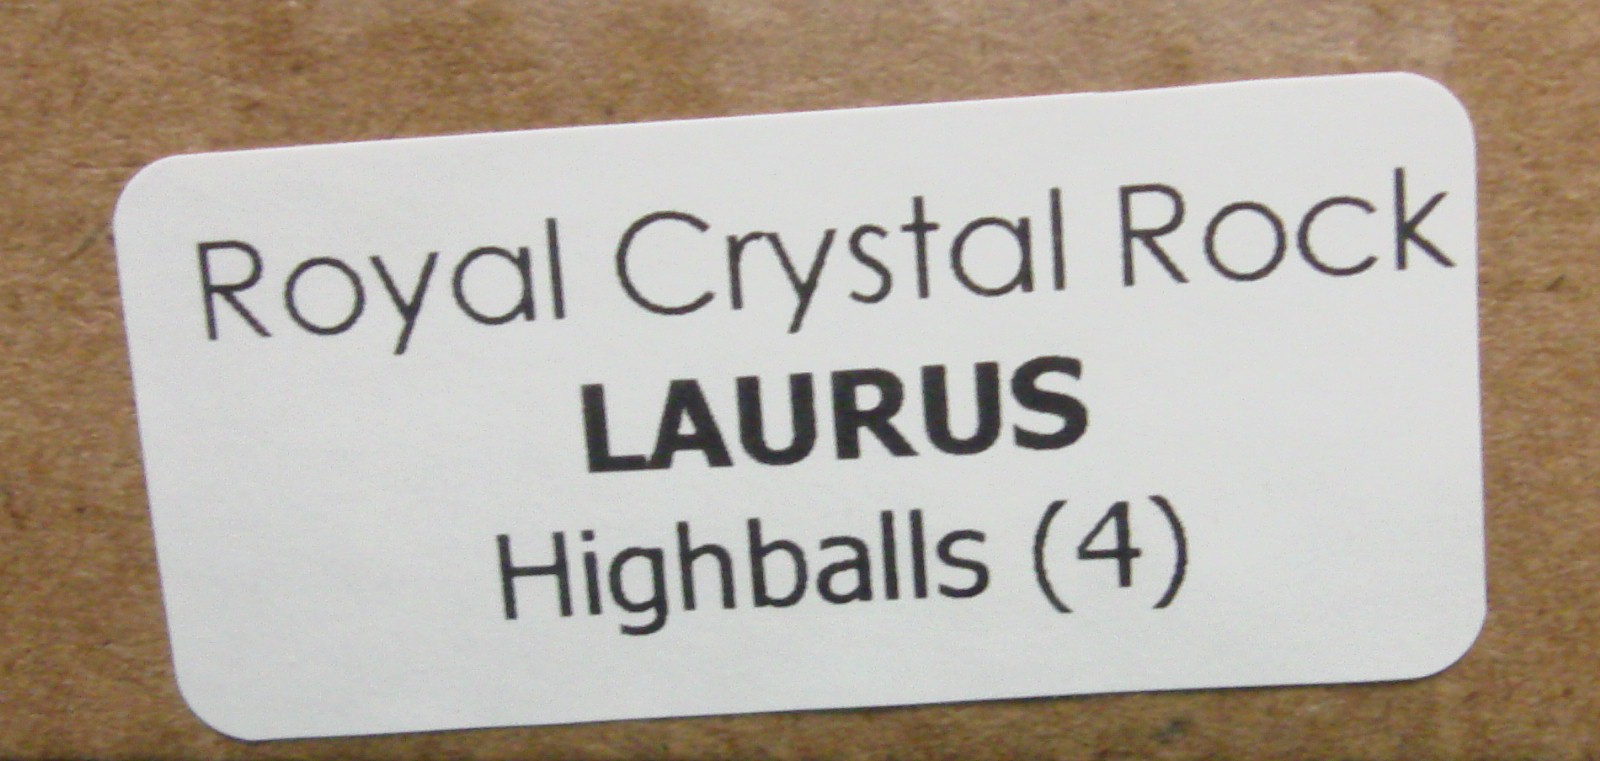 Royal Crystal Rock
LAURUS
Highballs (4)